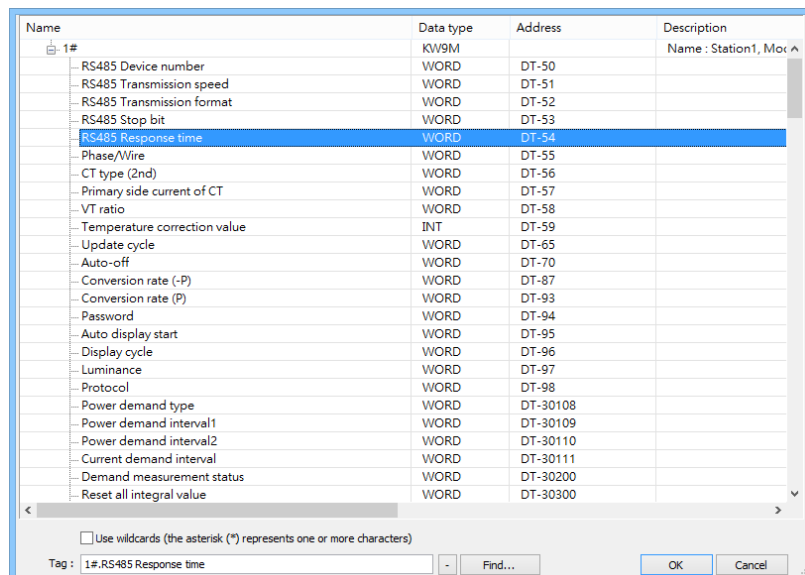 Name Data type Address Description
1# KW9M Name : Station1, Moc
RS485 Device number WORD DT-50
RS485 Transmission speed WORD DT-51
RS485 Transmission format WORD DT-52
RS485 Stop bit WORD DT-53
RS485 Response time WORD DT-54
Phase/Wire WORD DT-55
CT type (2nd) WORD DT-56
Primary side current of CT WORD DT-57
VT ratio WORD DT-58
Temperature correction value INT DT-59
Update cycle WORD DT-65
Auto-off WORD DT-70
Conversion rate (-P) WORD DT-87
Conversion rate (P) WORD DT-93
Password WORD DT-94
Auto display start WORD DT-95
Display cycle WORD DT-96
Luminance WORD DT-97
Protocol WORD DT-98
Power demand type WORD DT-30108
Power demand interval1 WORD DT-30109
Power demand interval2 WORD DT-30110
Current demand interval WORD DT-30111
Demand measurement status WORD DT-30200
Reset all integral value WORD DT-30300
Use wildcards (the asterisk (*) represents one or more characters)
Tag : 1#.RS485 Response time - Find... OK Cancel